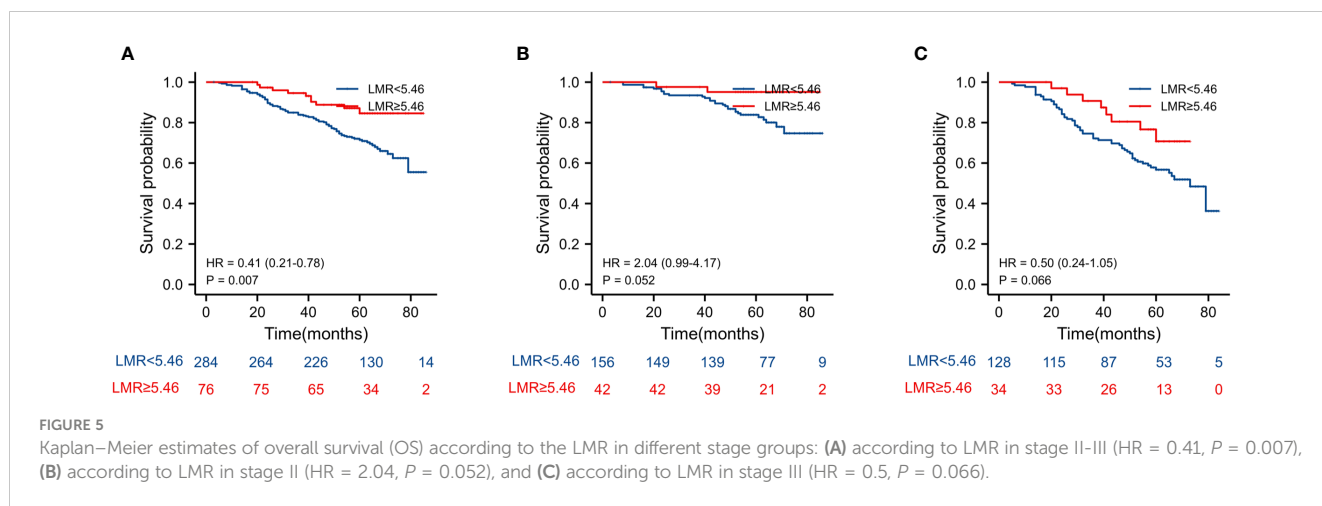 A
B
C
Survival probability
1.0
0.8
0.6
0.4
0.2
0.0
LMR<5.46
LMR≥5.46
HR = 0.41 (0.21-0.78)
P = 0.007
0 20 40 60 80
Time(months)
LMR<5.46 284 264 226 130 14
LMR≥5.46 76 75 65 34 2
Survival probability
1.0
0.8
0.6
0.4
0.2
0.0
LMR<5.46
LMR≥5.46
HR = 2.04 (0.99-4.17)
P = 0.052
0 20 40 60 80
Time(months)
LMR<5.46 156 149 139 77 9
LMR≥5.46 42 42 39 21 2
Survival probability
1.0
0.8
0.6
0.4
0.2
0.0
LMR<5.46
LMR≥5.46
HR = 0.50 (0.24-1.05)
P = 0.066
0 20 40 60 80
Time(months)
LMR<5.46 128 115 87 53 5
LMR≥5.46 34 33 26 13 0
FIGURE 5
Kaplan–Meier estimates of overall survival (OS) according to the LMR in different stage groups: (A) according to LMR in stage II-III (HR = 0.41, P = 0.007),
(B) according to LMR in stage II (HR = 2.04, P = 0.052), and (C) according to LMR in stage III (HR = 0.5, P = 0.066).